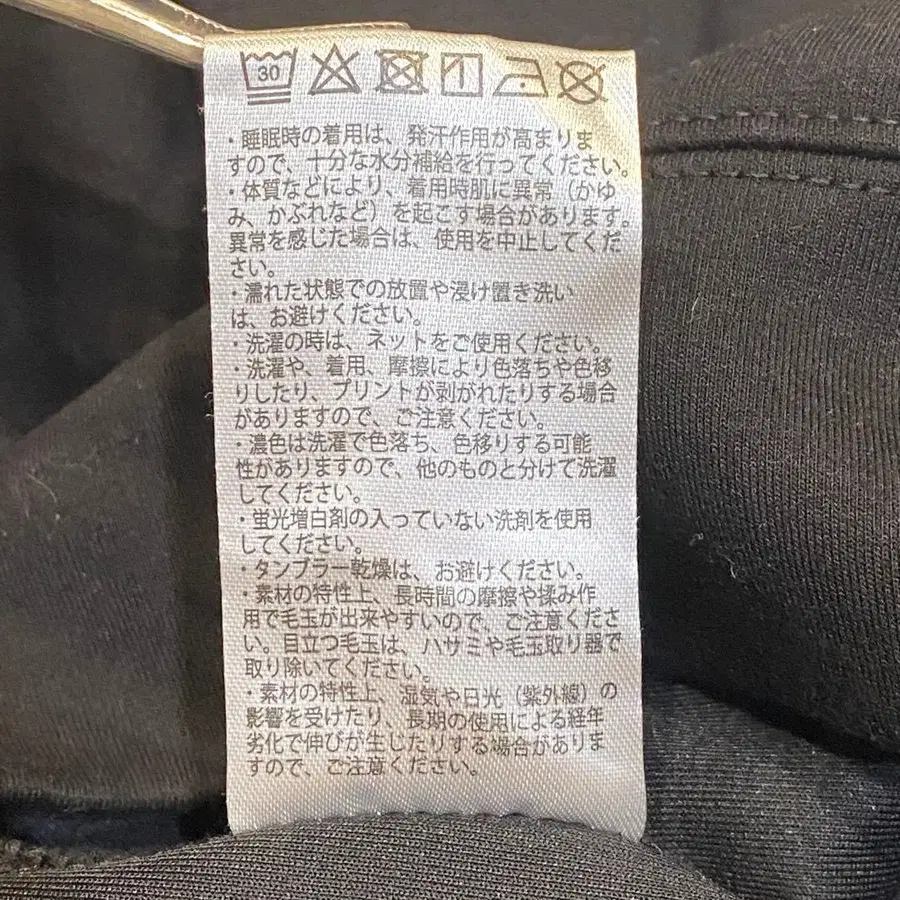 30
・睡眠時の着用は、発汗作用が高まりま
すので、十分な水分補給を行ってください。
・体質などにより、着用時肌に異常（かゆ
み、かぶれなど）を起こす場合があります。
異常を感じた場合は、使用を中止してくだ
さい。
・濡れた状態での放置や浸け置き洗い
は、お避けください。
・洗濯の時は、ネットをご使用ください。
・洗濯や、着用、摩擦により色落ちや色移
りしたり、プリントが剥がれたりする場合
がありますので、ご注意ください。
・濃色は洗濯で色落ち、色移りする可能
性がありますので、他のものと分けて洗濯
してください。
・蛍光増白剤の入っていない洗剤を使用
してください。
・タンブラー乾燥は、お避けください。
・素材の特性上、長時間の摩擦や揉み作
用で毛玉が出来やすいので、ご注意くださ
い。目立つ毛玉は、ハサミや毛玉取り器で
取り除いてください。
・素材の特性上、湿気や日光（紫外線）の
影響を受けたり、長期の使用による経年
劣化で伸びが生じたりする場合がありま
すので、ご注意ください。